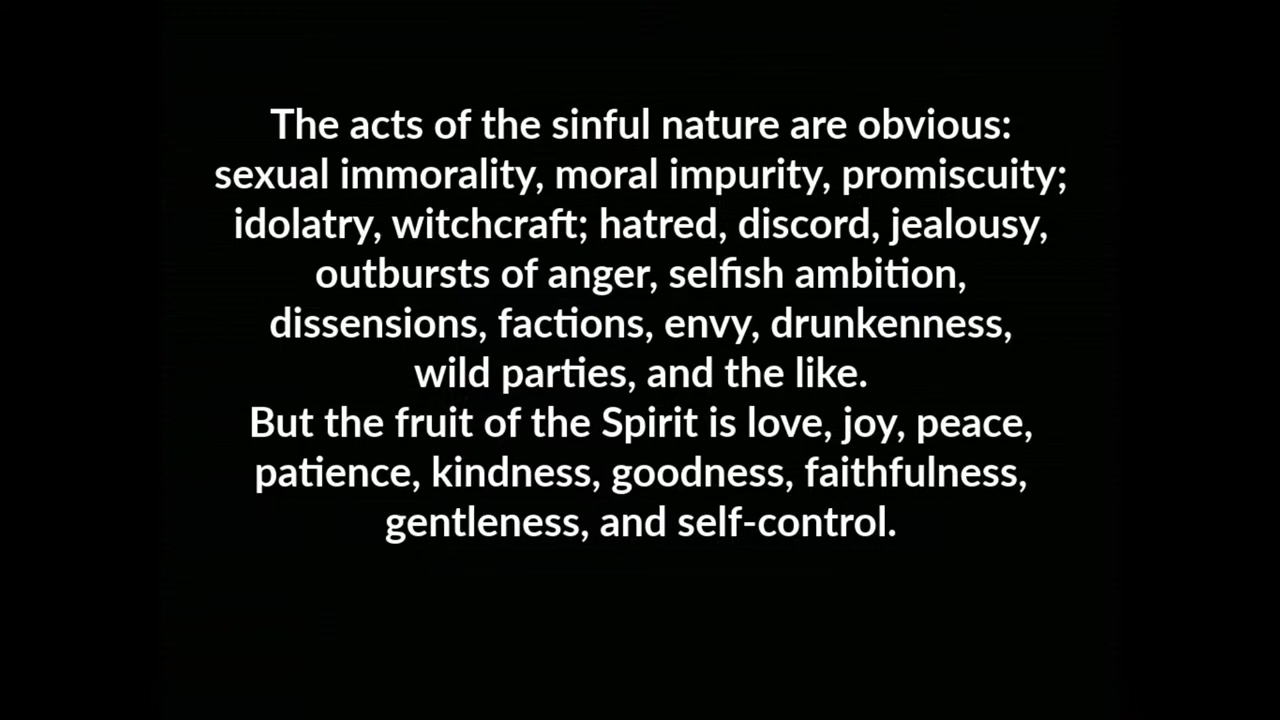 The acts of the sinful nature are obvious:
sexual immorality, moral impurity, promiscuity;
idolatry, witchcraft; hatred, discord, jealousy,
outbursts of anger, selfish ambition,
dissensions, factions, envy, drunkenness,
wild parties, and the like.
But the fruit of the Spirit is love, joy, peace,
patience, kindness, goodness, faithfulness,
gentleness, and self-control.